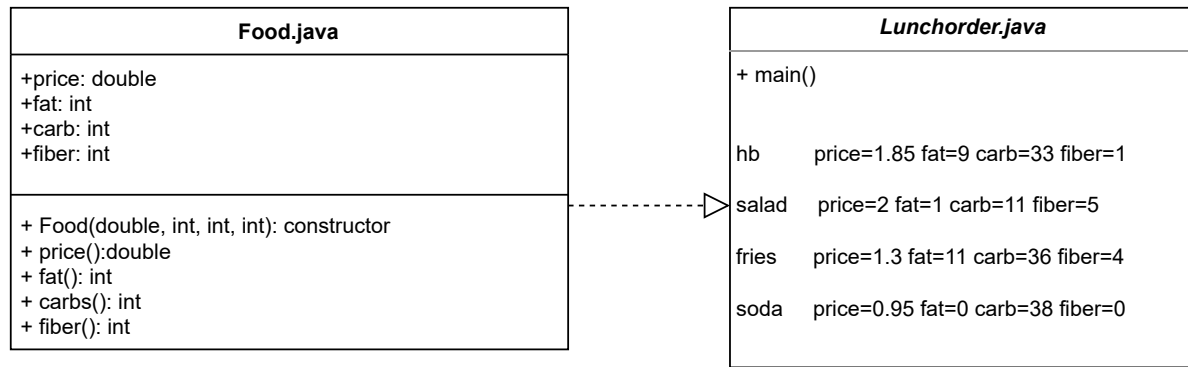 Food.java
+price: double
+fat: int
+carb: int
+fiber: int
+ Food(double, int, int, int): constructor
+ price():double
+ fat(): int
+ carbs(): int
+ fiber(): int
Lunchorder.java
+ main()
hb price=1.85 fat=9 carb=33 fiber=1
salad price=2 fat=1 carb=11 fiber=5
fries price=1.3 fat=11 carb=36 fiber=4
soda price=0.95 fat=0 carb=38 fiber=0